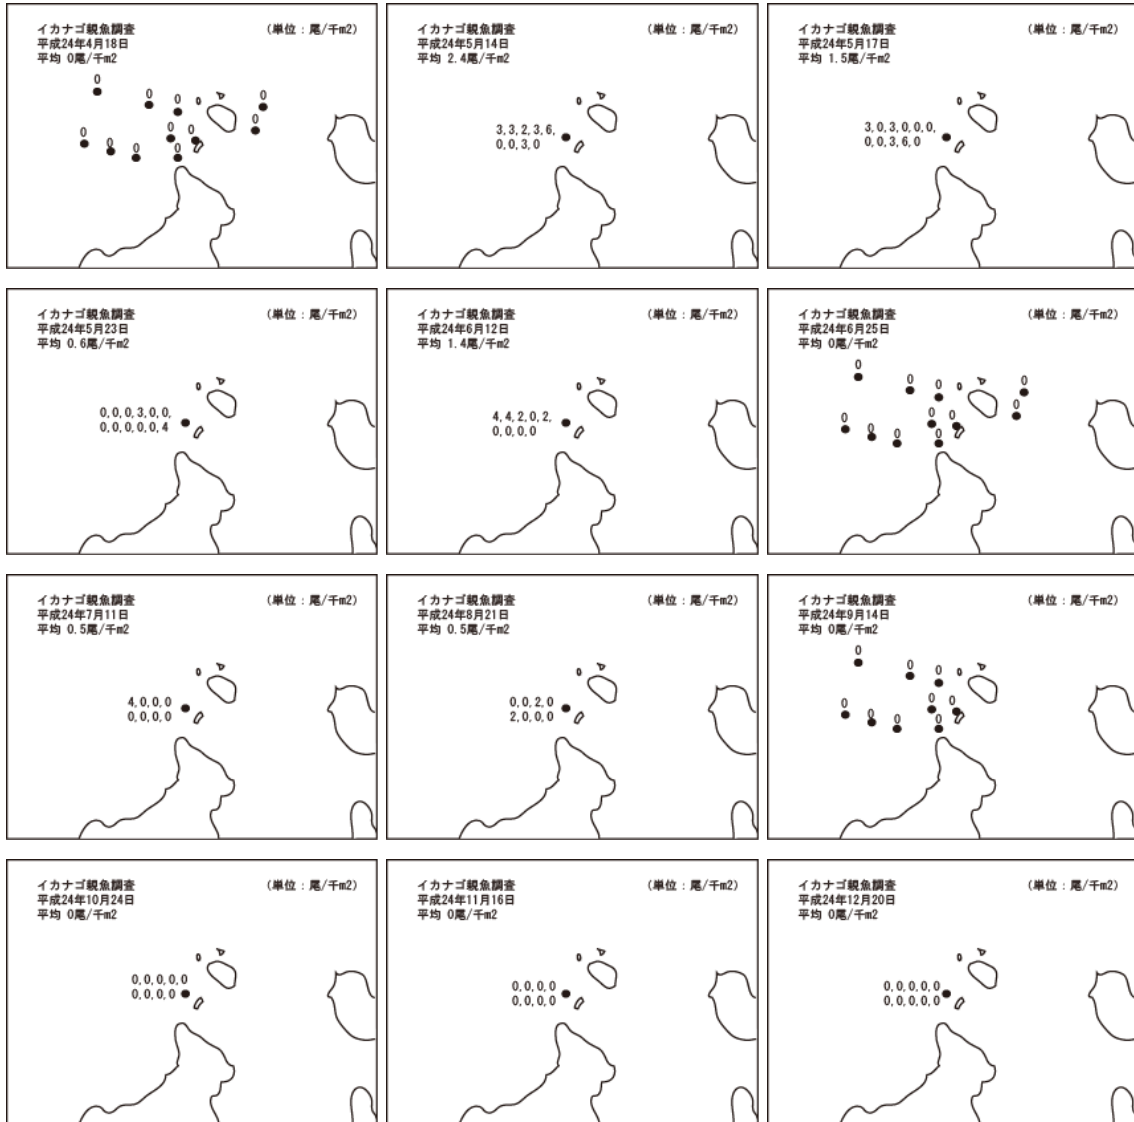 イカナゴ親魚調査 (単位：尾/千m2)
平成24年4月18日
平均 0尾/千m2
0
0
0 0
0
0 0 0
0 0 0
イカナゴ親魚調査 (単位：尾/千m2)
平成24年5月14日
平均 2.4尾/千m2
3,3,2,3,6,
0,0,3,0
イカナゴ親魚調査 (単位：尾/千m2)
平成24年5月17日
平均 1.5尾/千m2
3,0,3,0,0,0,
0,0,3,6,0
イカナゴ親魚調査 (単位：尾/千m2)
平成24年5月23日
平均 0.6尾/千m2
0,0,0,3,0,0,
0,0,0,0,0,4
イカナゴ親魚調査 (単位：尾/千m2)
平成24年6月12日
平均 1.4尾/千m2
4,4,2,0,2,
0,0,0,0
イカナゴ親魚調査 (単位：尾/千m2)
平成24年6月25日
平均 0尾/千m2
0
0
0 0
0
0 0 0
0 0 0
イカナゴ親魚調査 (単位：尾/千m2)
平成24年7月11日
平均 0.5尾/千m2
4,0,0,0
0,0,0,0
イカナゴ親魚調査 (単位：尾/千m2)
平成24年8月21日
平均 0.5尾/千m2
0,0,2,0
2,0,0,0
イカナゴ親魚調査 (単位：尾/千m2)
平成24年9月14日
平均 0尾/千m2
0
0 0
0 0 0
0 0 0
イカナゴ親魚調査 (単位：尾/千m2)
平成24年10月24日
平均 0尾/千m2
0,0,0,0,0
0,0,0,0
イカナゴ親魚調査 (単位：尾/千m2)
平成24年11月16日
平均 0尾/千m2
0,0,0,0
0,0,0,0
イカナゴ親魚調査 (単位：尾/千m2)
平成24年12月20日
平均 0尾/千m2
0,0,0,0,0
0,0,0,0,0